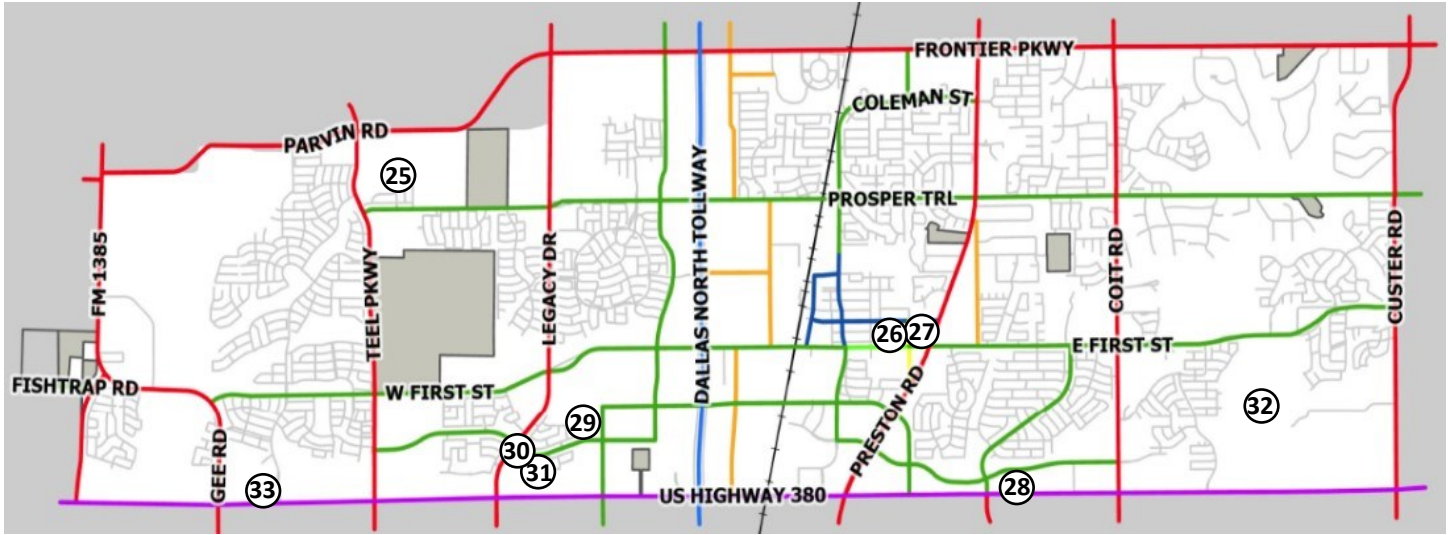 FRONTIER PKWY
COLEMAN ST
PARVIN RD
25
PROSPER TRL
FM 1385
TEEL PKWY
LEGACY DR
DALLAS NORTH TOLLWAY
COIT RD
CUSTER RD
26
27
E FIRST ST
FISHTRAP RD
W FIRST ST
PRESTON RD
32
29
30
31
GEE RD
33
28
US HIGHWAY 380